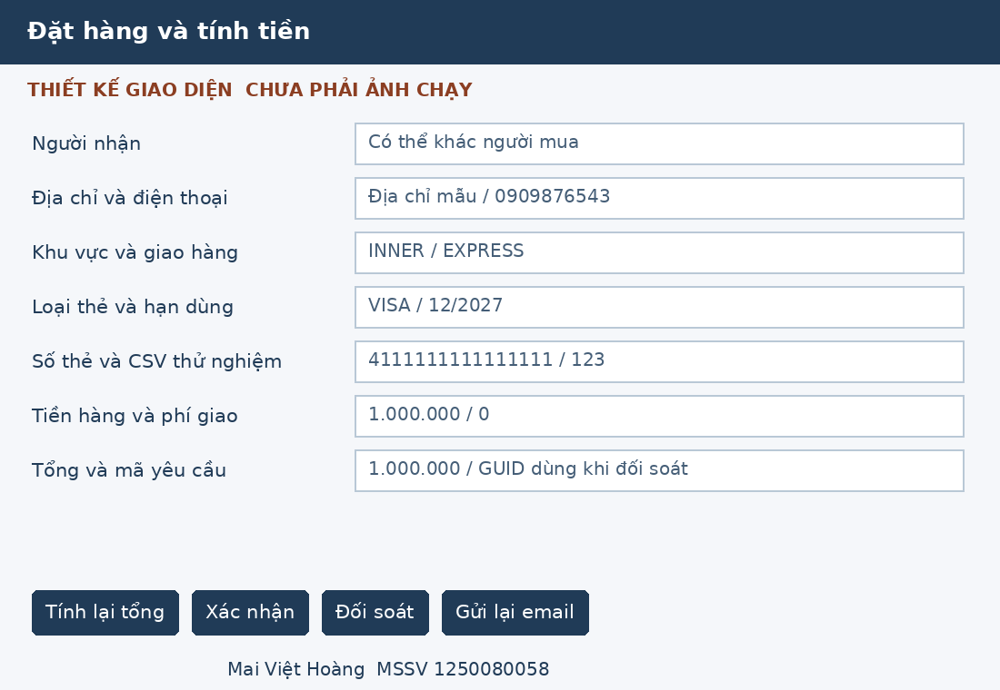 Đặt hàng và tính tiền
THIẾT KẾ GIAO DIỆN  CHƯA PHẢI ẢNH CHẠY
Người nhận
Có thể khác người mua
Địa chỉ và điện thoại
Địa chỉ mẫu / 0909876543
Khu vực và giao hàng
INNER / EXPRESS
Loại thẻ và hạn dùng
VISA / 12/2027
Số thẻ và CSV thử nghiệm
4111111111111111 / 123
Tiền hàng và phí giao
1.000.000 / 0
Tổng và mã yêu cầu
1.000.000 / GUID dùng khi đối soát
Tính lại tổng
Xác nhận
Đối soát
Gửi lại email
Mai Việt Hoàng  MSSV 1250080058